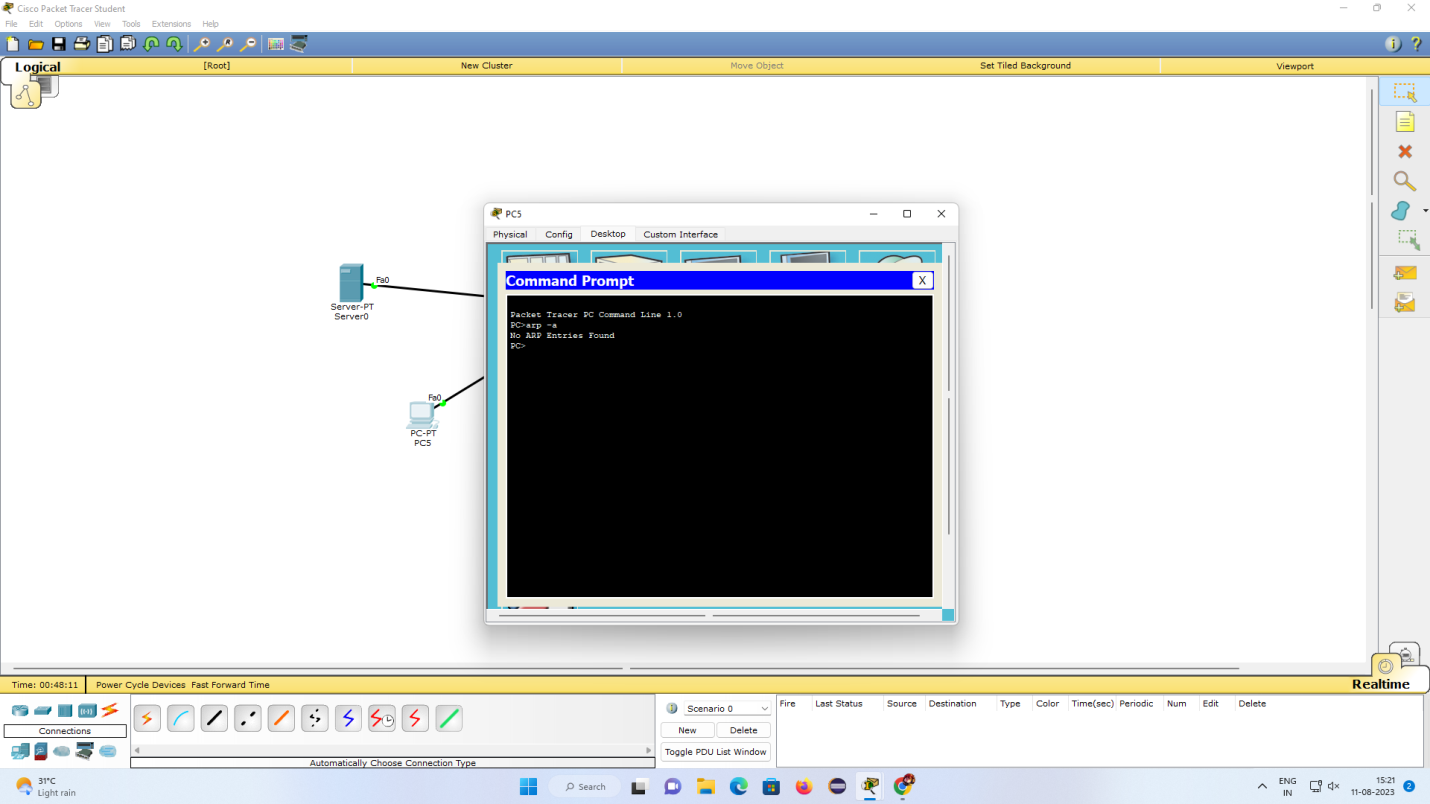 Cisco Packet Tracer Student
File Edit Options View Tools Extensions Help
Logical [Root] New Cluster Move Object Set Tiled Background Viewport
PC5
Physical Config Desktop Custom Interface
Command Prompt X
Packet Tracer PC Command Line 1.0
PC>arp -a
No ARP Entries Found
PC>
Fa0
Server-PT
Server0
Fa0
PC-PT
PC5
Time: 00:48:11 Power Cycle Devices Fast Forward Time Realtime
Connections
Automatically Choose Connection Type
Scenario 0
New Delete
Toggle PDU List Window
Fire Last Status Source Destination Type Color Time(sec) Periodic Num Edit Delete
31°C
Light rain
Search
ENG
IN
15:21
11-08-2023
2